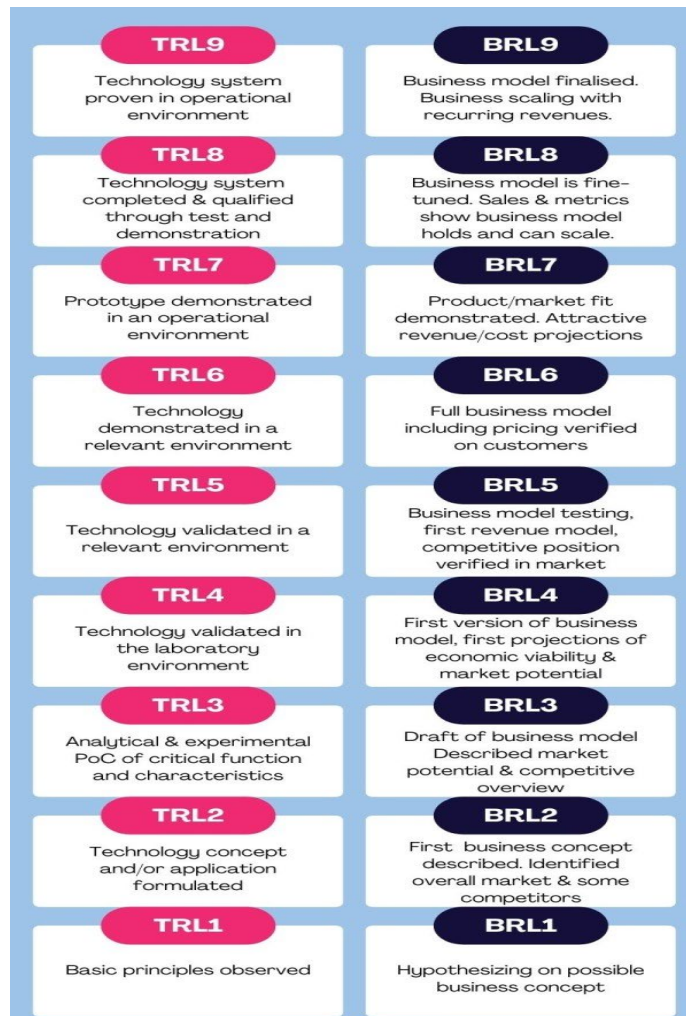 TRL9
Technology system
proven in operational
environment
BRL9
Business model finalised.
Business scaling with
recurring revenues.
TRL8
Technology system
completed & qualified
through test and
demonstration
BRL8
Business model is fine-
tuned. Sales & metrics
show business model
holds and can scale.
TRL7
Prototype demonstrated
in an operational
environment
BRL7
Product/market fit
demonstrated. Attractive
revenue/cost projections
TRL6
Technology
demonstrated in a
relevant environment
BRL6
Full business model
including pricing verified
on customers
TRL5
Technology validated in a
relevant environment
BRL5
Business model testing,
first revenue model,
competitive position
verified in market
TRL4
Technology validated in
the laboratory
environment
BRL4
First version of business
model, first projections of
economic viability &
market potential
TRL3
Analytical & experimental
PoC of critical function
and characteristics
BRL3
Draft of business model
Described market
potential & competitive
overview
TRL2
Technology concept
and/or application
formulated
BRL2
First business concept
described. Identified
overall market & some
competitors
TRL1
Basic principles observed
BRL1
Hypothesizing on possible
business concept